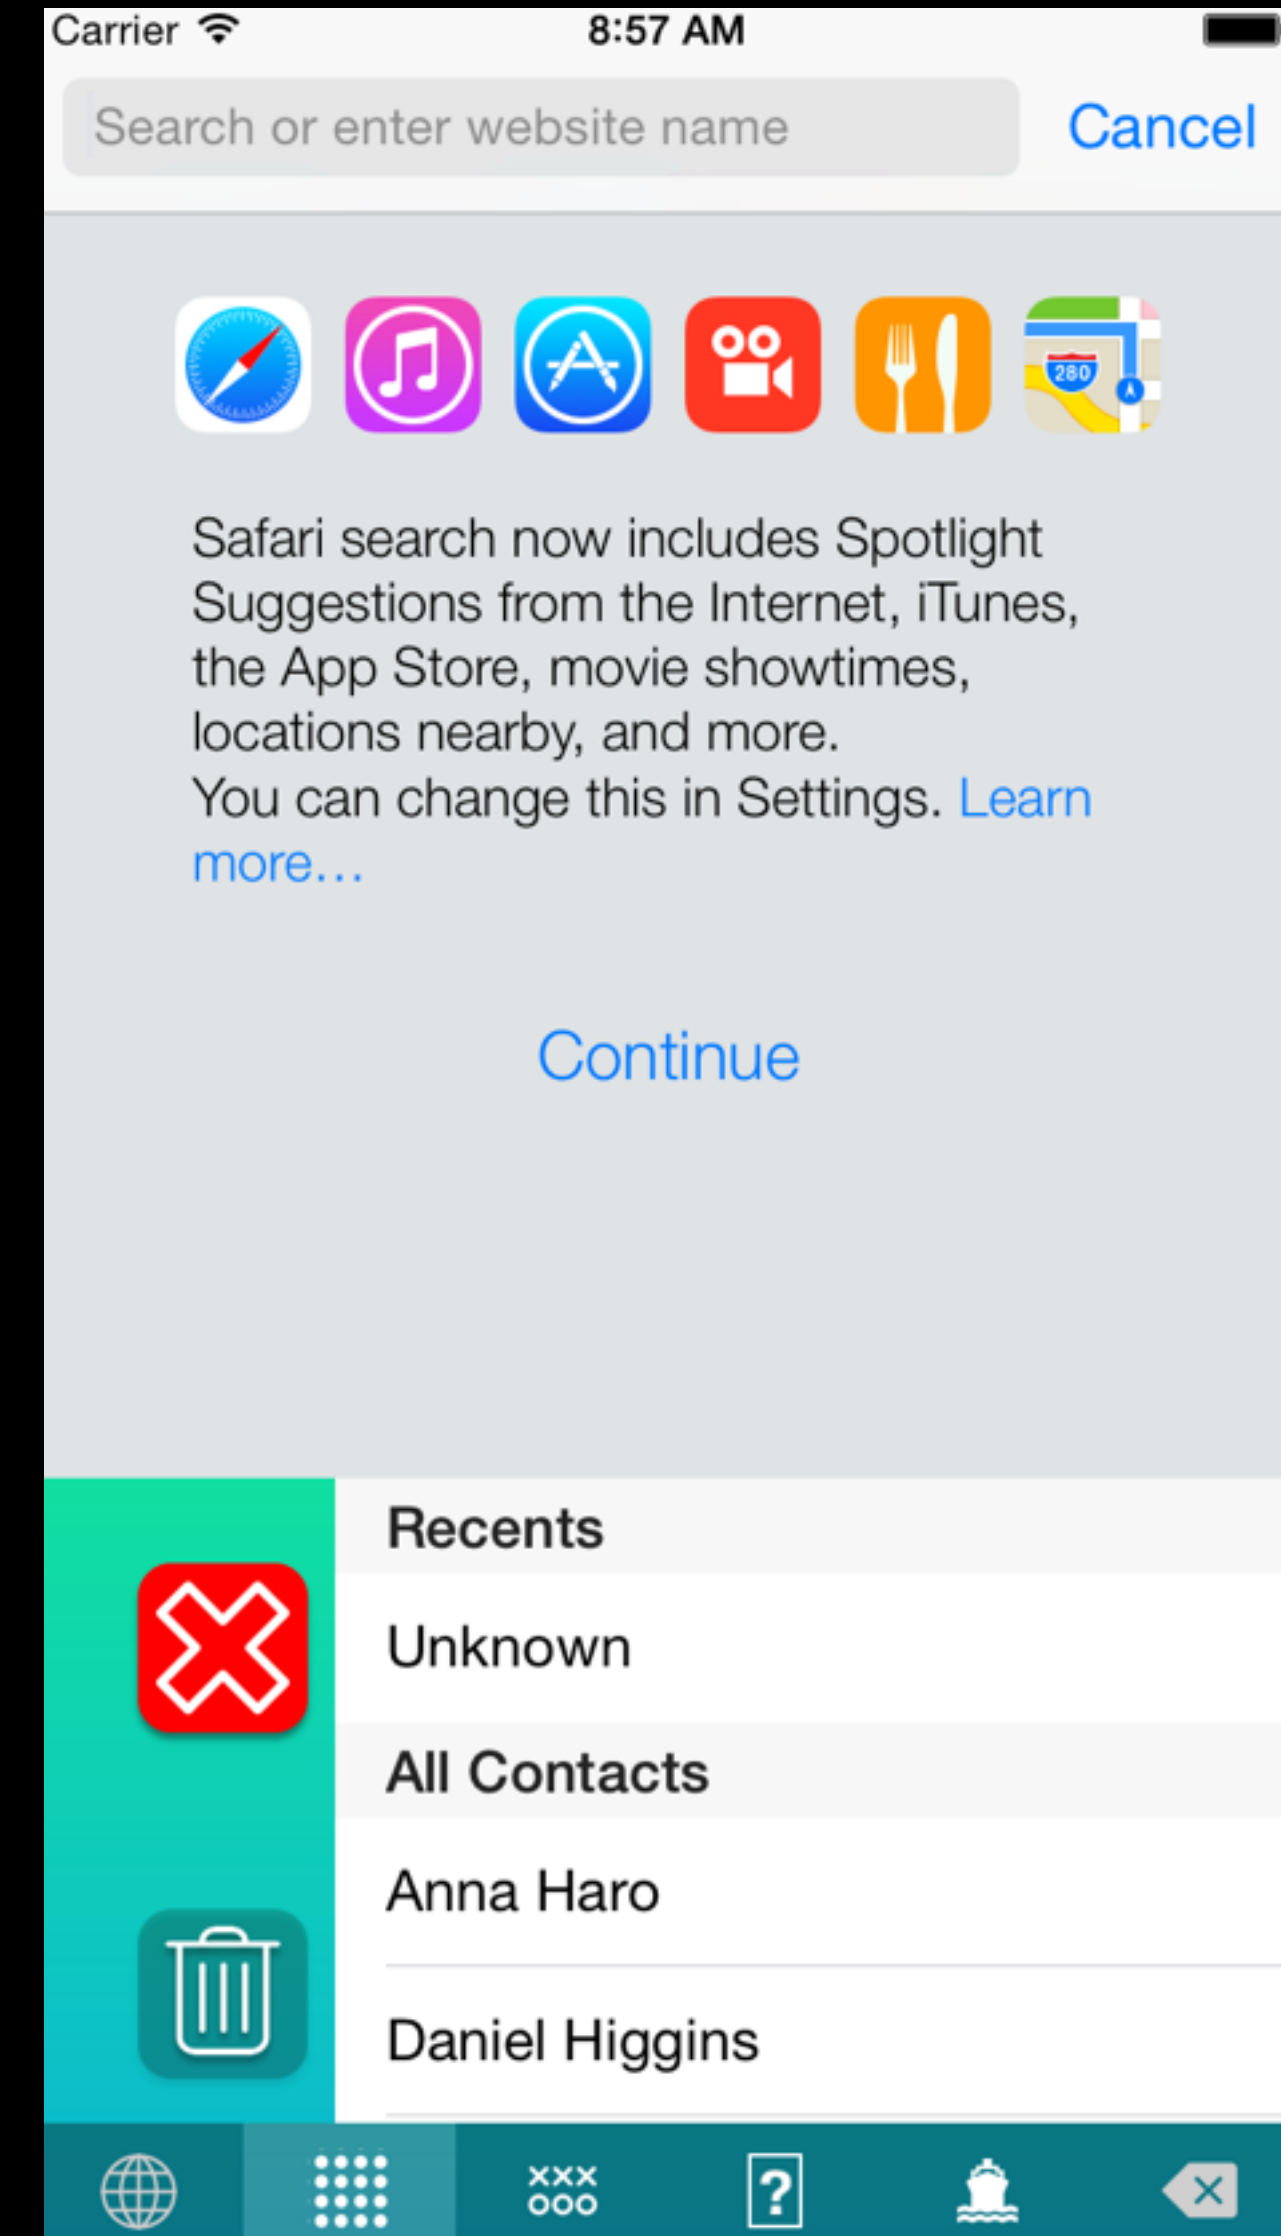 Carrier 8:57 AM
Search or enter website name Cancel
280
Safari search now includes Spotlight
Suggestions from the Internet, iTunes,
the App Store, movie showtimes,
locations nearby, and more.
You can change this in Settings. Learn
more...
Continue
Recents
Unknown
All Contacts
Anna Haro
Daniel Higgins
xxx
ooo
?